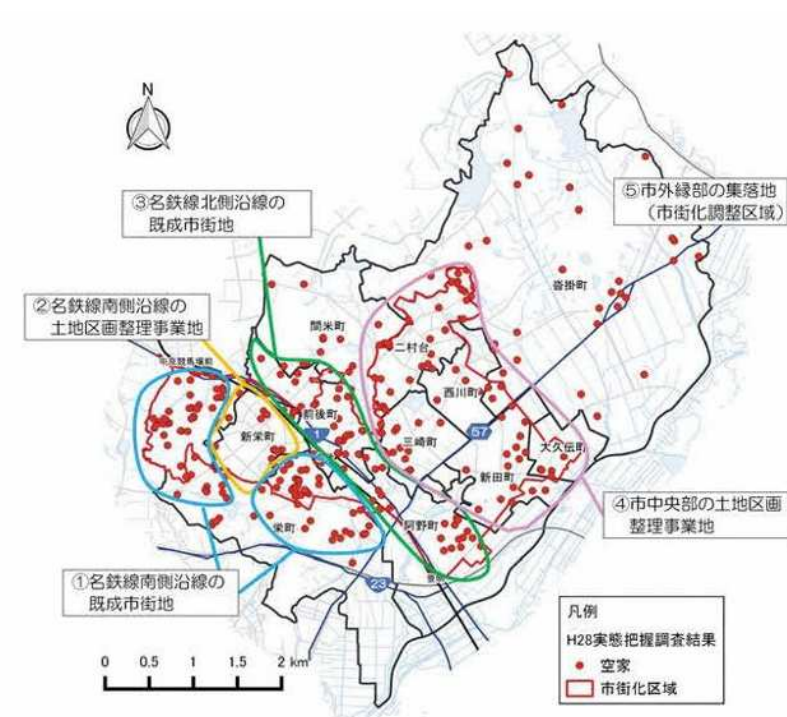 N
③名鉄線北側沿線の
既成市街地
⑤市外縁部の集落地
（市街化調整区域）
②名鉄線南側沿線の
土地区画整理事業地
沓掛町
間米町
二村台
西川町
前後町
新栄町
1
三崎町
57
大久伝町
新田町
④市中央部の土地区画
整理事業地
阿野町
栄町
23
①名鉄線南側沿線の
既成市街地
凡例
H28実態把握調査結果
空家
市街化区域
0 0.5 1 1.5 2 km